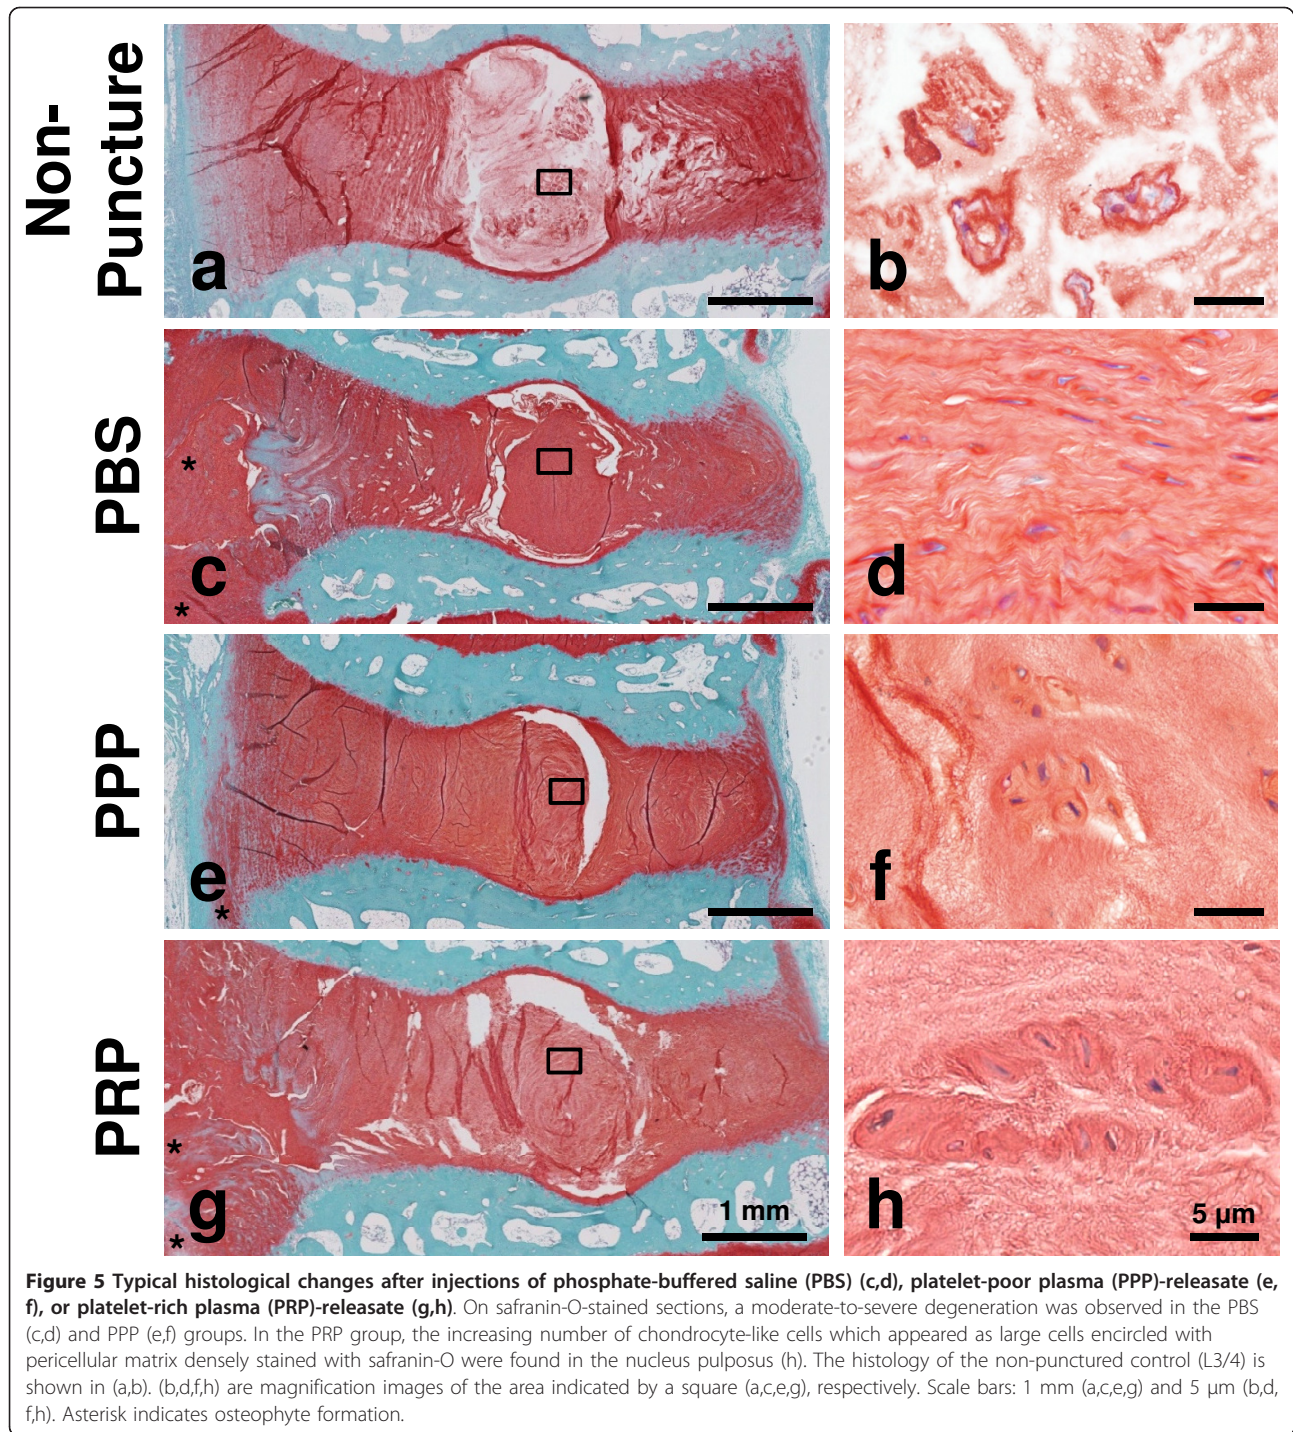 Non-
Puncture
a
b
PBS
*
*
c
d
PPP
e
*
f
PRP
*
*
g
1 mm
h
5 µm
Figure 5 Typical histological changes after injections of phosphate-buffered saline (PBS) (c,d), platelet-poor plasma (PPP)-releasate (e,
f), or platelet-rich plasma (PRP)-releasate (g,h). On safranin-O-stained sections, a moderate-to-severe degeneration was observed in the PBS
(c,d) and PPP (e,f) groups. In the PRP group, the increasing number of chondrocyte-like cells which appeared as large cells encircled with
pericellular matrix densely stained with safranin-O were found in the nucleus pulposus (h). The histology of the non-punctured control (L3/4) is
shown in (a,b). (b,d,f,h) are magnification images of the area indicated by a square (a,c,e,g), respectively. Scale bars: 1 mm (a,c,e,g) and 5 µm (b,d,
f,h). Asterisk indicates osteophyte formation.